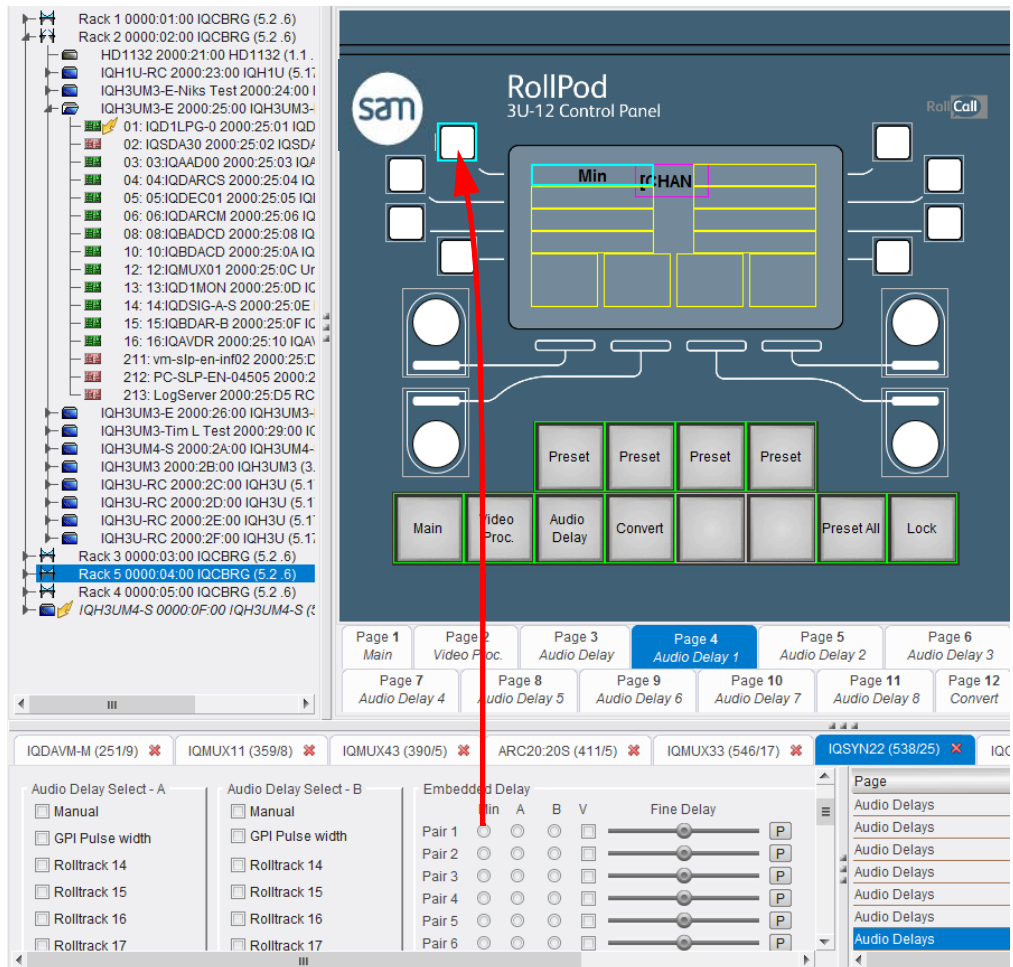 Rack 1 0000:01:00 IQCBRG (5.2 .6)
Rack 2 0000:02:00 IQCBRG (5.2 .6)
HD1132 2000:21:00 HD1132 (1.1 .
IQH1U-RC 2000:23:00 IQH1U (5.17
IQH3UM3-E-Niks Test 2000:24:00 I
IQH3UM3-E 2000:25:00 IQH3UM3-
01: IQD1LPG-0 2000:25:01 IQD
02: IQSDA30 2000:25:02 IQSDA
03: 03:IQAAD00 2000:25:03 IQA
04: 04:IQDARCS 2000:25:04 IQ
05: 05:IQDEC01 2000:25:05 IQI
06: 06:IQDARCM 2000:25:06 IQ
08: 08:IQBADCD 2000:25:08 IQ
10: 10:IQBDACD 2000:25:0A IQ
12: 12:IQMUX01 2000:25:0C Ur
13: 13:IQD1MON 2000:25:0D IQ
14: 14:IQDSIG-A-S 2000:25:0E
15: 15:IQBDAR-B 2000:25:0F IQ
16: 16:IQAVDR 2000:25:10 IQAV
211: vm-slp-en-inf02 2000:25:D
212: PC-SLP-EN-04505 2000:2
213: LogServer 2000:25:D5 RC
IQH3UM3-E 2000:26:00 IQH3UM3-
IQH3UM3-Tim L Test 2000:29:00 IQ
IQH3UM4-S 2000:2A:00 IQH3UM4-
IQH3UM3 2000:2B:00 IQH3UM3 (3.
IQH3U-RC 2000:2C:00 IQH3U (5.17
IQH3U-RC 2000:2D:00 IQH3U (5.17
IQH3U-RC 2000:2E:00 IQH3U (5.17
IQH3U-RC 2000:2F:00 IQH3U (5.17
Rack 3 0000:03:00 IQCBRG (5.2 .6)
Rack 5 0000:04:00 IQCBRG (5.2 .6)
Rack 4 0000:05:00 IQCBRG (5.2 .6)
IQH3UM4-S 0000:0F:00 IQH3UM4-S (5
sam
RollPod
3U-12 Control Panel
RollCall
Min [CHAN
Preset Preset Preset Preset
Main Video Proc. Audio Delay Convert Preset All Lock
Page 1 Page 2 Page 3 Page 4 Page 5 Page 6
Main Video Proc. Audio Delay Audio Delay 1 Audio Delay 2 Audio Delay 3
Page 7 Page 8 Page 9 Page 10 Page 11 Page 12
Audio Delay 4 Audio Delay 5 Audio Delay 6 Audio Delay 7 Audio Delay 8 Convert
IQDAVM-M (251/9) IQMUX11 (359/8) IQMUX43 (390/5) ARC20:20S (411/5) IQMUX33 (546/17) IQSYN22 (538/25) IQC
Audio Delay Select - A
Manual
GPI Pulse width
Rolltrack 14
Rolltrack 15
Rolltrack 16
Rolltrack 17
Audio Delay Select - B
Manual
GPI Pulse width
Rolltrack 14
Rolltrack 15
Rolltrack 16
Rolltrack 17
Embedded Delay
Min A B V Fine Delay
Pair 1 P
Pair 2 P
Pair 3 P
Pair 4 P
Pair 5 P
Pair 6 P
Page
Audio Delays
Audio Delays
Audio Delays
Audio Delays
Audio Delays
Audio Delays
Audio Delays